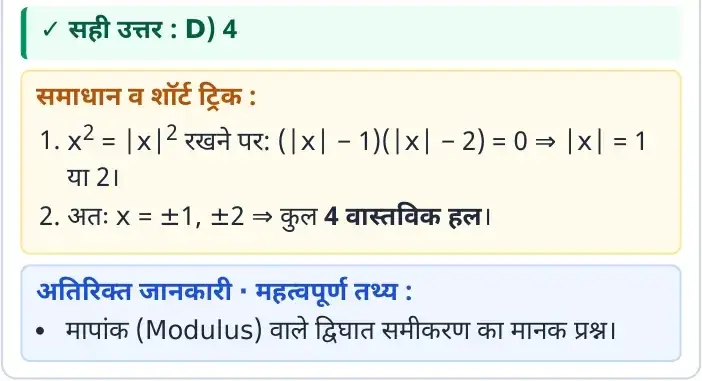 ✓ सही उत्तर : D) 4
समाधान व शॉर्ट ट्रिक :
1. x² = |x|² रखने पर: (|x| − 1)(|x| − 2) = 0 ⇒ |x| = 1
या 2।
2. अतः x = ±1, ±2 ⇒ कुल 4 वास्तविक हल।
अतिरिक्त जानकारी · महत्वपूर्ण तथ्य :
• मापांक (Modulus) वाले द्विघात समीकरण का मानक प्रश्न।